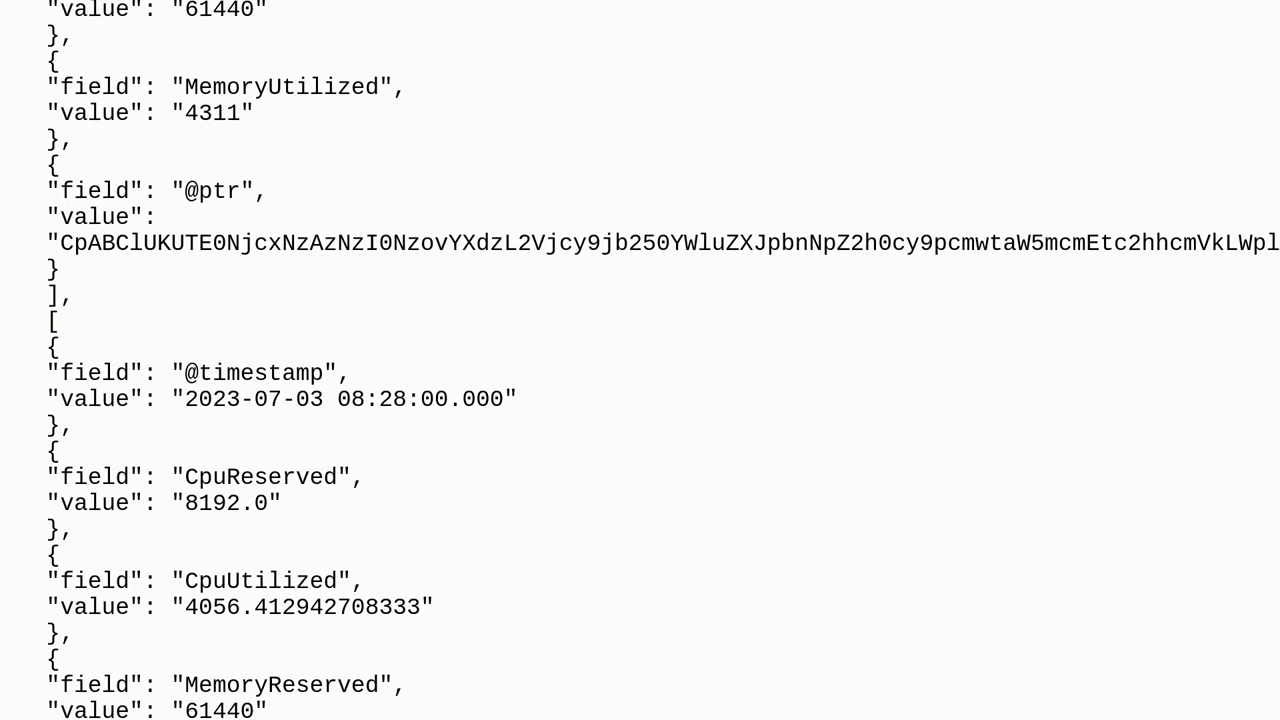 "value": "61440"
},
{
"field": "MemoryUtilized",
"value": "4311"
},
{
"field": "@ptr",
"value":
"CpABClUKUTE0NjcxNzAzNzI0NzovYXdzL2Vjcy9jb250YWluZXJpbnNpZ2h0cy9pcmwtaW5mcmEtc2hhcmVkLWpl
}
],
[
{
"field": "@timestamp",
"value": "2023-07-03 08:28:00.000"
},
{
"field": "CpuReserved",
"value": "8192.0"
},
{
"field": "CpuUtilized",
"value": "4056.412942708333"
},
{
"field": "MemoryReserved",
"value": "61440"